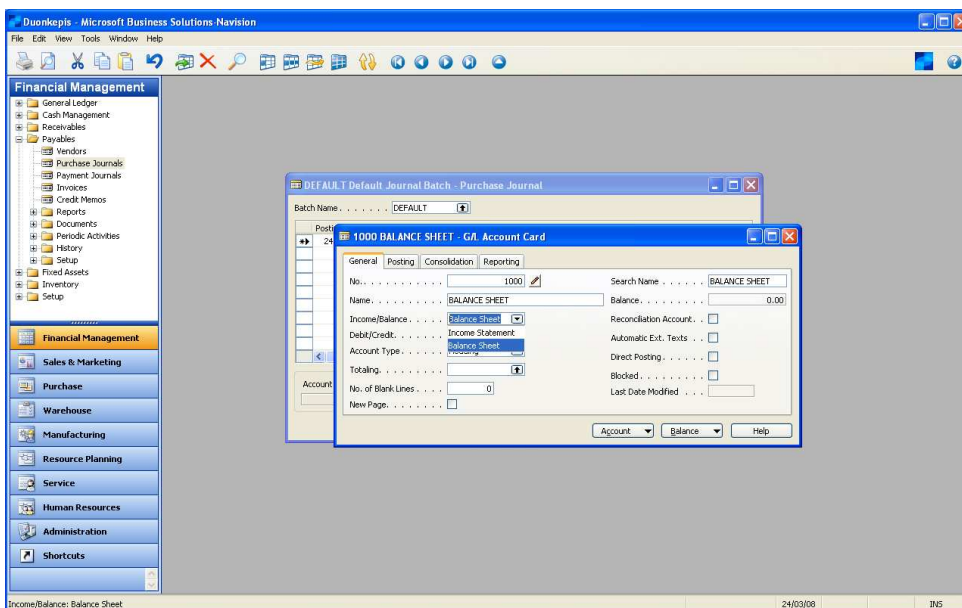 Duonkepis - Microsoft Business Solutions-Navision
File Edit View Tools Window Help
Financial Management
General Ledger
Cash Management
Receivables
Payables
Vendors
Purchase Journals
Payment Journals
Invoices
Credit Memos
Reports
Documents
Periodic Activities
History
Setup
Fixed Assets
Inventory
Setup
Financial Management
Sales & Marketing
Purchase
Warehouse
Manufacturing
Resource Planning
Service
Human Resources
Administration
Shortcuts
DEFAULT Default Journal Batch - Purchase Journal
Batch Name . . . . . . . DEFAULT
Posti
24
Account
1000 BALANCE SHEET - G/L Account Card
General Posting Consolidation Reporting
No. . . . . . . . . . . . 1000
Name. . . . . . . . . . . BALANCE SHEET
Income/Balance . . . . . Balance Sheet
Income Statement
Balance Sheet
Debit/Credit. . . . . . . .
Account Type . . . . . .
Totaling. . . . . . . . . .
No. of Blank Lines . . . . 0
New Page. . . . . . . . .
Search Name . . . . . . BALANCE SHEET
Balance. . . . . . . . . . 0.00
Reconciliation Account. .
Automatic Ext. Texts . .
Direct Posting. . . . . . .
Blocked. . . . . . . . . .
Last Date Modified . . .
Account Balance Help
Income/Balance: Balance Sheet 24/03/08 INS